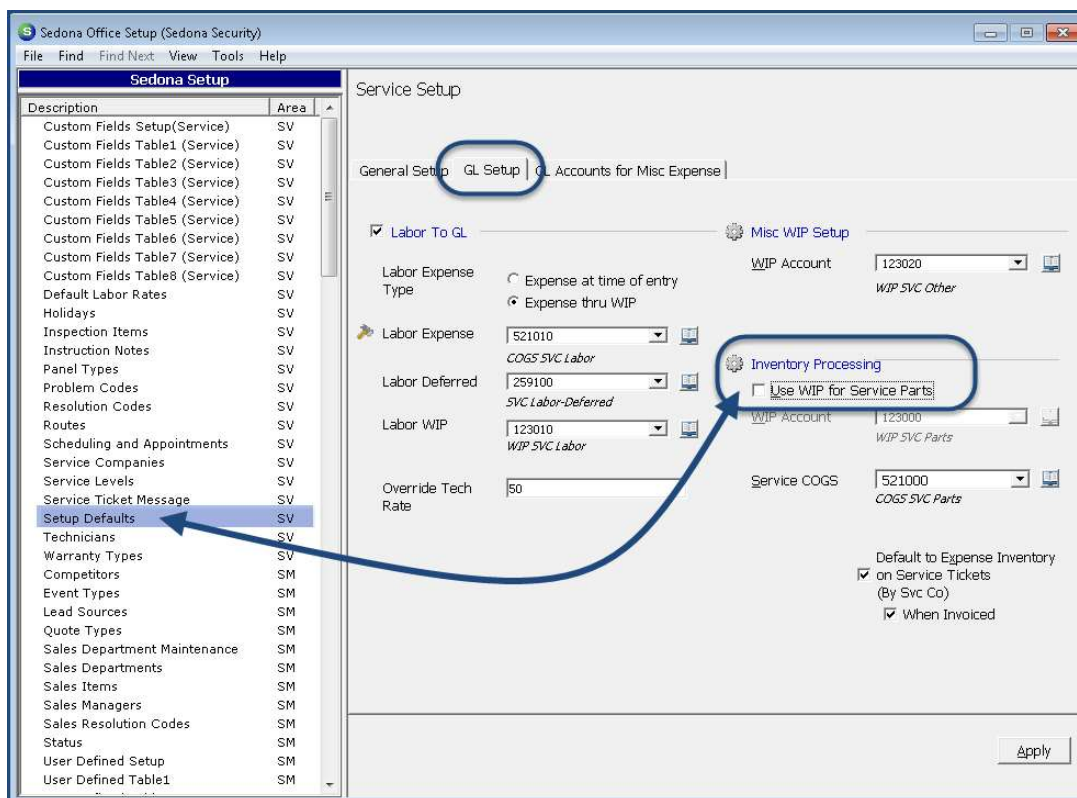 Sedona Office Setup (Sedona Security)
File Find Find Next View Tools Help
Sedona Setup
Description Area
Custom Fields Setup(Service) SV
Custom Fields Table1 (Service) SV
Custom Fields Table2 (Service) SV
Custom Fields Table3 (Service) SV
Custom Fields Table4 (Service) SV
Custom Fields Table5 (Service) SV
Custom Fields Table6 (Service) SV
Custom Fields Table7 (Service) SV
Custom Fields Table8 (Service) SV
Default Labor Rates SV
Holidays SV
Inspection Items SV
Instruction Notes SV
Panel Types SV
Problem Codes SV
Resolution Codes SV
Routes SV
Scheduling and Appointments SV
Service Companies SV
Service Levels SV
Service Ticket Message SV
Setup Defaults SV
Technicians SV
Warranty Types SV
Competitors SM
Event Types SM
Lead Sources SM
Quote Types SM
Sales Department Maintenance SM
Sales Departments SM
Sales Items SM
Sales Managers SM
Sales Resolution Codes SM
Status SM
User Defined Setup SM
User Defined Table1 SM
Service Setup
General Setup GL Setup GL Accounts for Misc Expense
Labor To GL
Labor Expense
Type
Expense at time of entry
Expense thru WIP
Labor Expense 521010
COGS SVC Labor
Labor Deferred 259100
SVC Labor-Deferred
Labor WIP 123010
WIP SVC Labor
Override Tech
Rate
50
Misc WIP Setup
WIP Account 123020
WIP SVC Other
Inventory Processing
Use WIP for Service Parts
WIP Account 123000
WIP SVC Parts
Service COGS 521000
COGS SVC Parts
Default to Expense Inventory
on Service Tickets
(By Svc Co)
When Invoiced
Apply